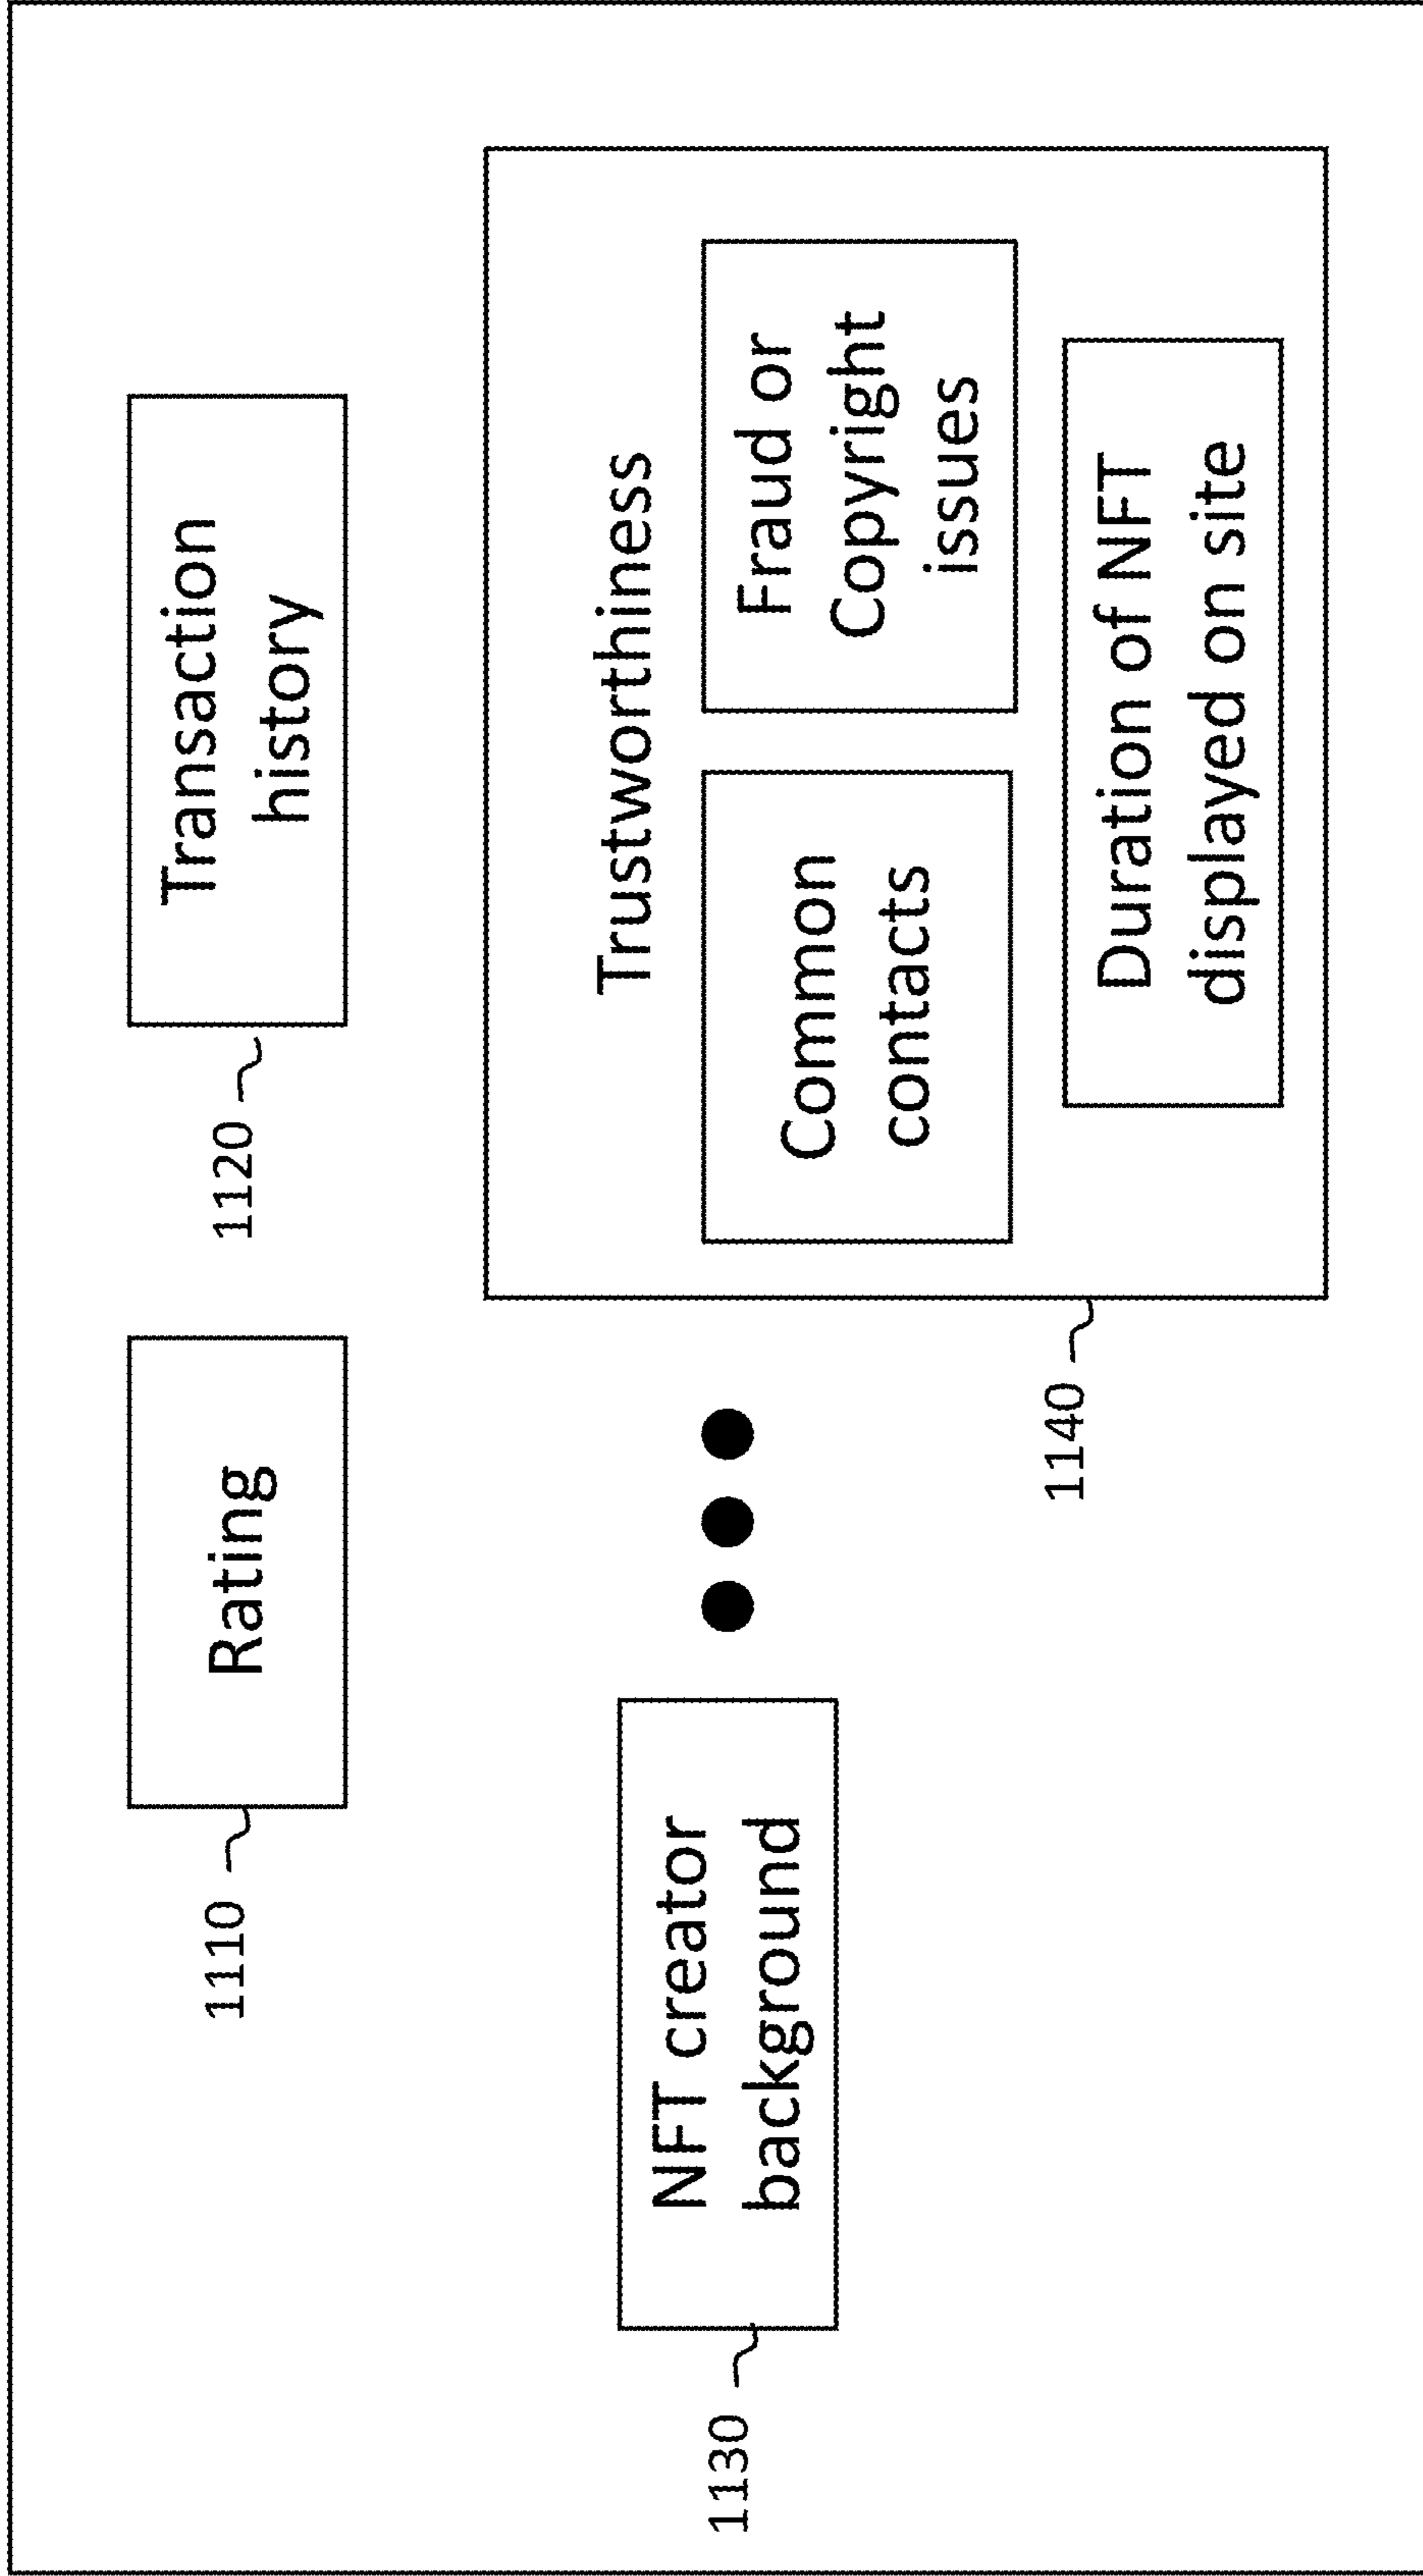 1110
Rating
1120
Transaction
history
1130
NFT creator
background
1140
Trustworthiness
Common
contacts
Fraud or
Copyright
issues
Duration of NFT
displayed on site